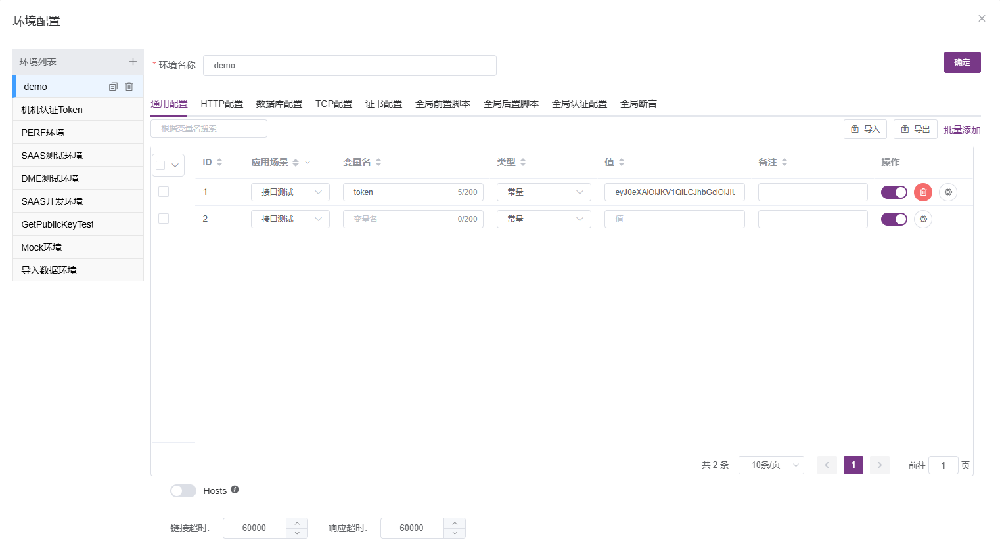 环境配置
环境列表
demo
机机认证Token
PERF环境
SAAS测试环境
DME测试环境
SAAS开发环境
GetPublicKeyTest
Mock环境
导入数据环境
* 环境名称 demo 确定
通用配置 HTTP配置 数据库配置 TCP配置 证书配置 全局前置脚本 全局后置脚本 全局认证配置 全局断言
根据变量名搜索 导入 导出 批量添加
ID 应用场景 变量名 类型 值 备注 操作
1 接口测试 token 5/200 常量 eyJ0eXAiOiJKV1QiLCJhbGciOiJIU
2 接口测试 变量名 0/200 常量 值
共 2 条 10条/页 1 前往 1 页
Hosts
链接超时: 60000 响应超时: 60000